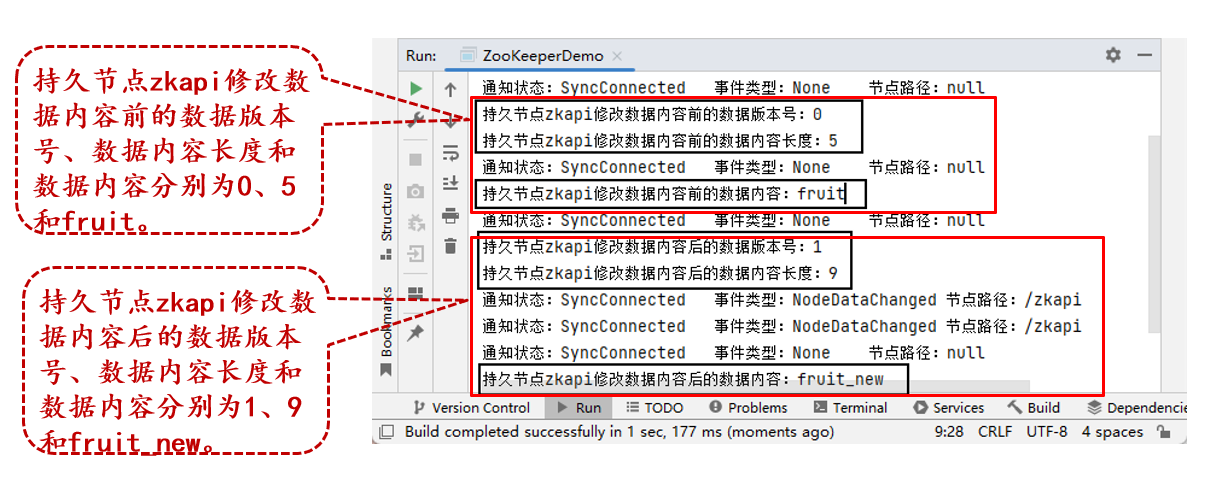 持久节点zkapi修改数
据内容前的数据版本
号、数据内容长度和
数据内容分别为0、5
和fruit。
持久节点zkapi修改数
据内容后的数据版本
号、数据内容长度和
数据内容分别为1、9
和fruit_new。
Run: ZooKeeperDemo
通知状态：SyncConnected 事件类型：None 节点路径：null
持久节点zkapi修改数据内容前的数据版本号：0
持久节点zkapi修改数据内容前的数据内容长度：5
通知状态：SyncConnected 事件类型：None 节点路径：null
持久节点zkapi修改数据内容前的数据内容：fruit
通知状态：SyncConnected 事件类型：None 节点路径：null
持久节点zkapi修改数据内容后的数据版本号：1
持久节点zkapi修改数据内容后的数据内容长度：9
通知状态：SyncConnected 事件类型：NodeDataChanged 节点路径：/zkapi
通知状态：SyncConnected 事件类型：NodeDataChanged 节点路径：/zkapi
通知状态：SyncConnected 事件类型：None 节点路径：null
持久节点zkapi修改数据内容后的数据内容：fruit_new
Structure
Bookmarks
Version Control Run TODO Problems Terminal Services Build Dependencie
Build completed successfully in 1 sec, 177 ms (moments ago) 9:28 CRLF UTF-8 4 spaces